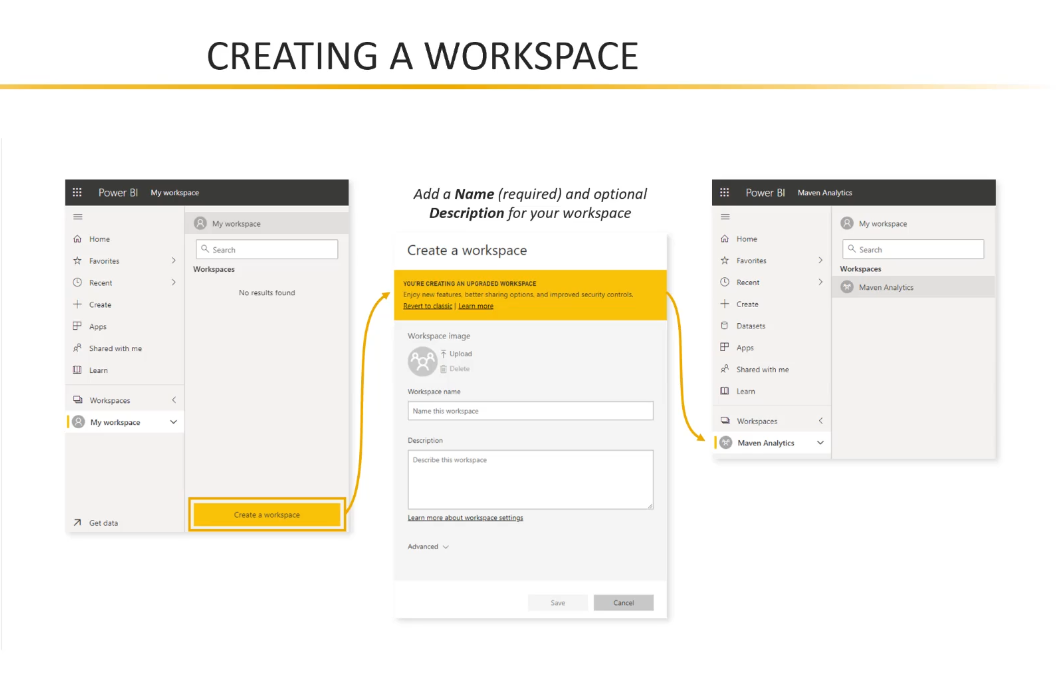 CREATING A WORKSPACE
Power BI My workspace
Home
Favorites
Recent
Create
Apps
Shared with me
Learn
Workspaces
My workspace
Get data
My workspace
Search
Workspaces
No results found
Create a workspace
Add a Name (required) and optional
Description for your workspace
Create a workspace
YOU'RE CREATING AN UPGRADED WORKSPACE
Enjoy new features, better sharing options, and improved security controls.
Revert to classic | Learn more
Workspace image
Upload
Delete
Workspace name
Name this workspace
Description
Describe this workspace
Learn more about workspace settings
Advanced
Save Cancel
Power BI Maven Analytics
Home
Favorites
Recent
Create
Datasets
Apps
Shared with me
Learn
Workspaces
Maven Analytics
My workspace
Search
Workspaces
Maven Analytics